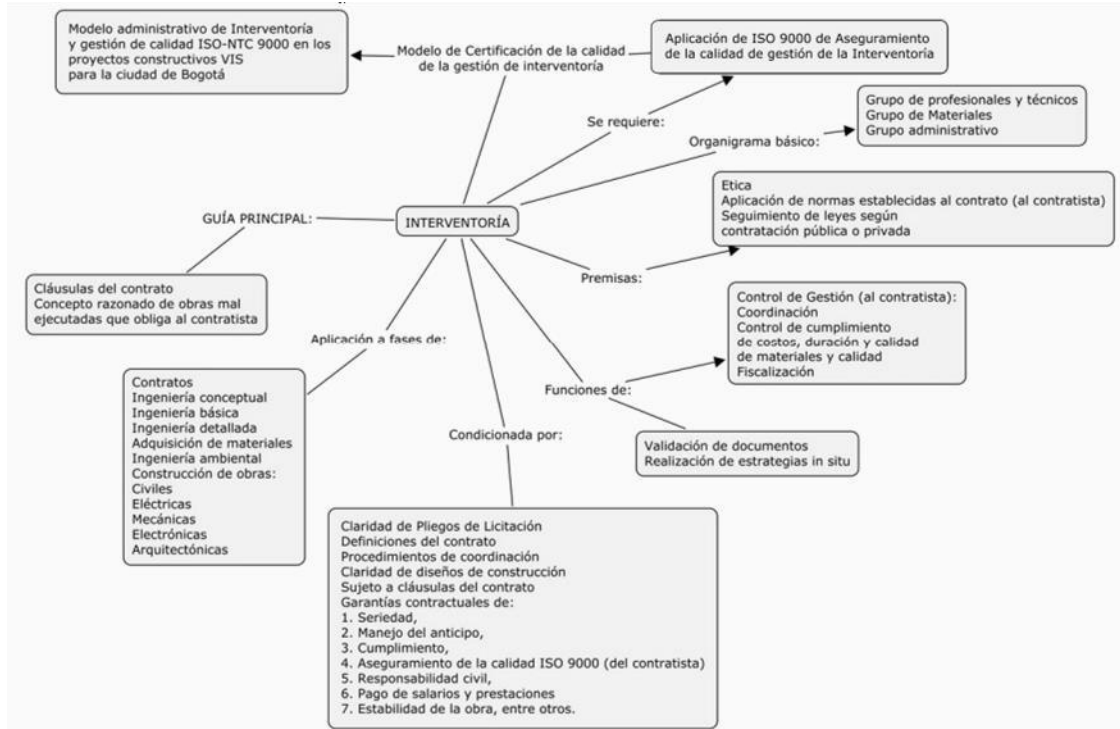 Modelo administrativo de Interventoría
y gestión de calidad ISO-NTC 9000 en los
proyectos constructivos VIS
para la ciudad de Bogotá
Modelo de Certificación de la calidad
de la gestión de interventoría
Aplicación de ISO 9000 de Aseguramiento
de la calidad de gestión de la Interventoría
Se requiere:
Organigrama básico:
Grupo de profesionales y técnicos
Grupo de Materiales
Grupo administrativo
GUÍA PRINCIPAL:
INTERVENTORÍA
Etica
Aplicación de normas establecidas al contrato (al contratista)
Seguimiento de leyes según
contratación pública o privada
Premisas:
Cláusulas del contrato
Concepto razonado de obras mal
ejecutadas que obliga al contratista
Aplicación a fases de:
Control de Gestión (al contratista):
Coordinación
Control de cumplimiento
de costos, duración y calidad
de materiales y calidad
Fiscalización
Funciones de:
Contratos
Ingeniería conceptual
Ingeniería básica
Ingeniería detallada
Adquisición de materiales
Ingeniería ambiental
Construcción de obras:
Civiles
Eléctricas
Mecánicas
Electrónicas
Arquitectónicas
Condicionada por:
Validación de documentos
Realización de estrategias in situ
Claridad de Pliegos de Licitación
Definiciones del contrato
Procedimientos de coordinación
Claridad de diseños de construcción
Sujeto a cláusulas del contrato
Garantías contractuales de:
1. Seriedad,
2. Manejo del anticipo,
3. Cumplimiento,
4. Aseguramiento de la calidad ISO 9000 (del contratista)
5. Responsabilidad civil,
6. Pago de salarios y prestaciones
7. Estabilidad de la obra, entre otros.